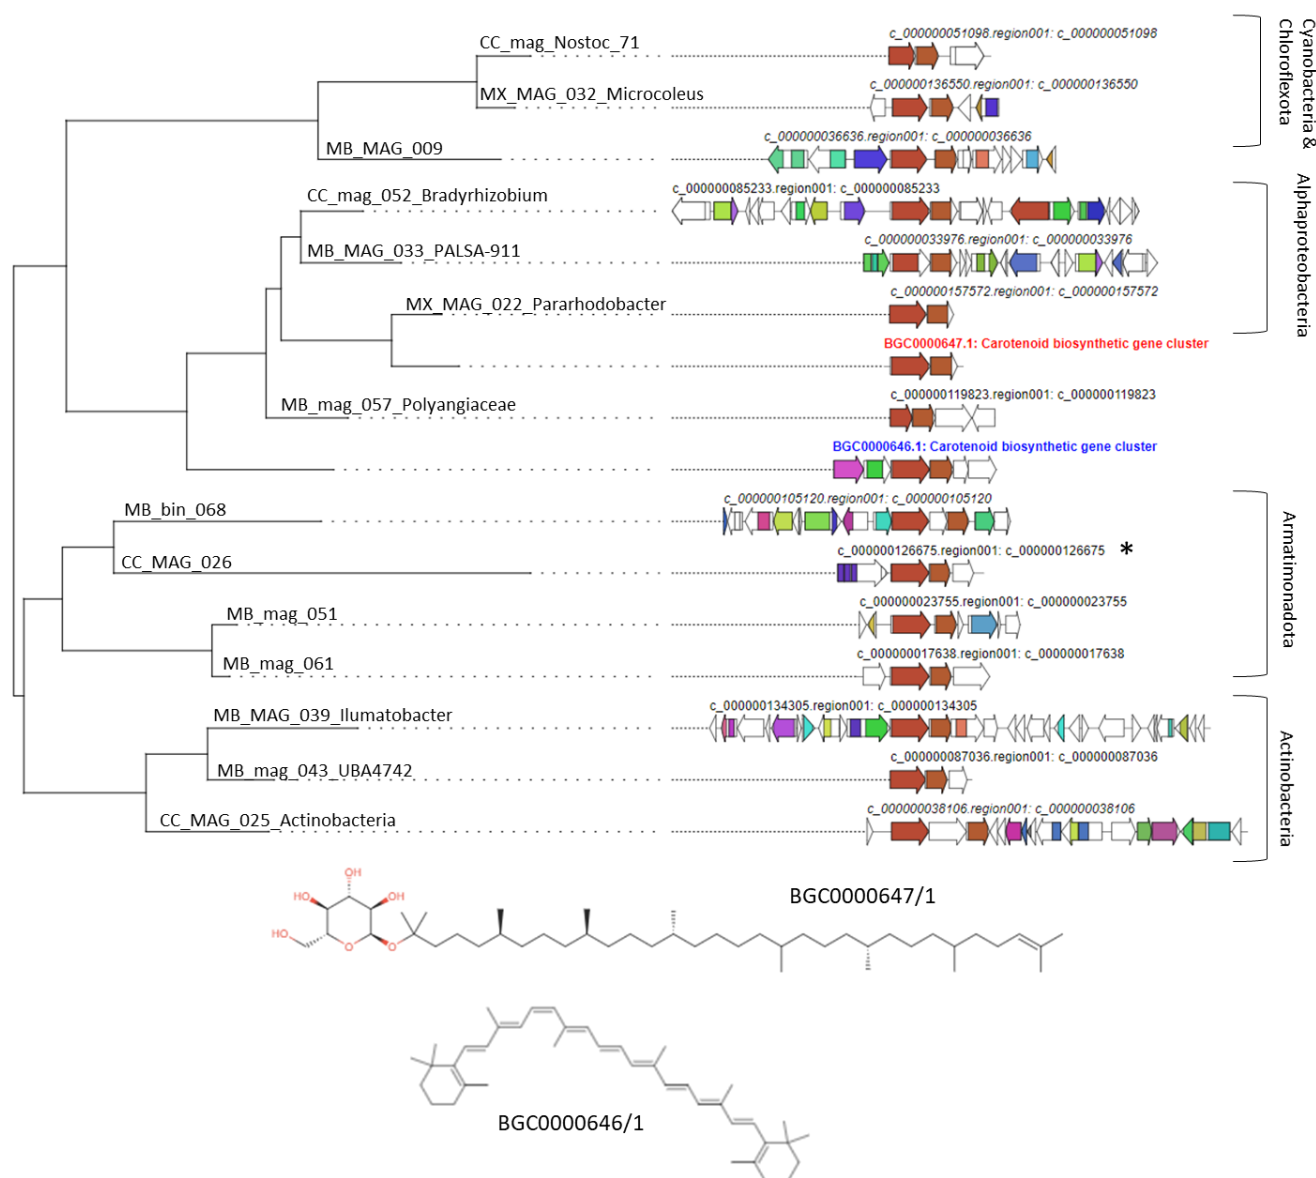 CC_mag_Nostoc_71
c_000000051098.region001: c_000000051098
MX_MAG_032_Microcoleus
c_000000136550.region001: c_000000136550
MB_MAG_009
c_000000036636.region001: c_000000036636
Cyanobacteria &
Chloroflexota
CC_mag_052_Bradyrhizobium
c_000000085233.region001: c_000000085233
MB_MAG_033_PALSA-911
c_000000033976.region001: c_000000033976
MX_MAG_022_Pararhodobacter
c_000000157572.region001: c_000000157572
Alphaproteobacteria
BGC0000647.1: Carotenoid biosynthetic gene cluster
MB_mag_057_Polyangiaceae
c_000000119823.region001: c_000000119823
BGC0000646.1: Carotenoid biosynthetic gene cluster
MB_bin_068
c_000000105120.region001: c_000000105120
CC_MAG_026
c_000000126675.region001: c_000000126675 *
MB_mag_051
c_000000023755.region001: c_000000023755
MB_mag_061
c_000000017638.region001: c_000000017638
Armatimonadota
MB_MAG_039_Ilumatobacter
c_000000134305.region001: c_000000134305
MB_mag_043_UBA4742
c_000000087036.region001: c_000000087036
CC_MAG_025_Actinobacteria
c_000000038106.region001: c_000000038106
Actinobacteria
BGC0000647/1
OH
HO
OH
HO
O
O
BGC0000646/1